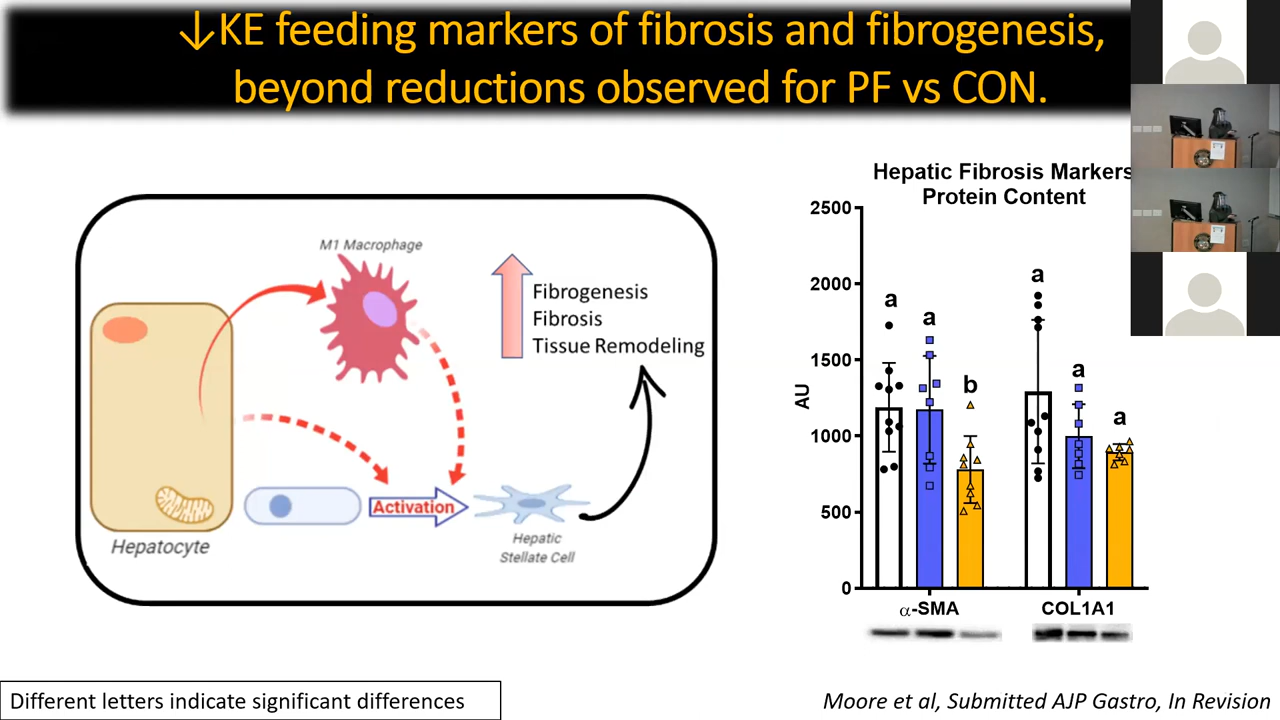 ↓KE feeding markers of fibrosis and fibrogenesis,
beyond reductions observed for PF vs CON.
M1 Macrophage
Fibrogenesis
Fibrosis
Tissue Remodeling
Activation
Hepatocyte
Hepatic
Stellate Cell
Hepatic Fibrosis Markers
Protein Content
2500
2000
1500
1000
500
0
AU
a
a
b
a
a
a
α-SMA
COL1A1
Different letters indicate significant differences
Moore et al, Submitted AJP Gastro, In Revision